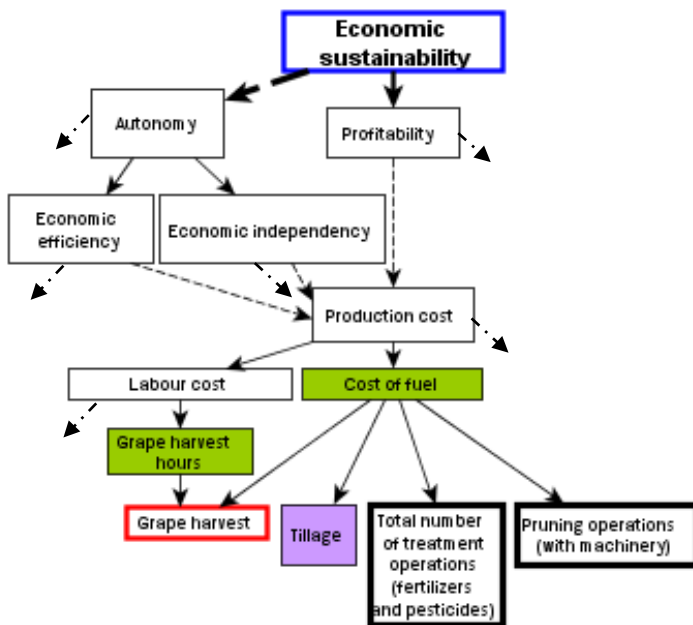 Economic
sustainability
Autonomy
Profitability
Economic
efficiency
Economic independency
Production cost
Labour cost
Cost of fuel
Grape harvest
hours
Grape harvest
Tillage
Total number
of treatment
operations
(fertilizers
and pesticides)
Pruning operations
(with machinery)